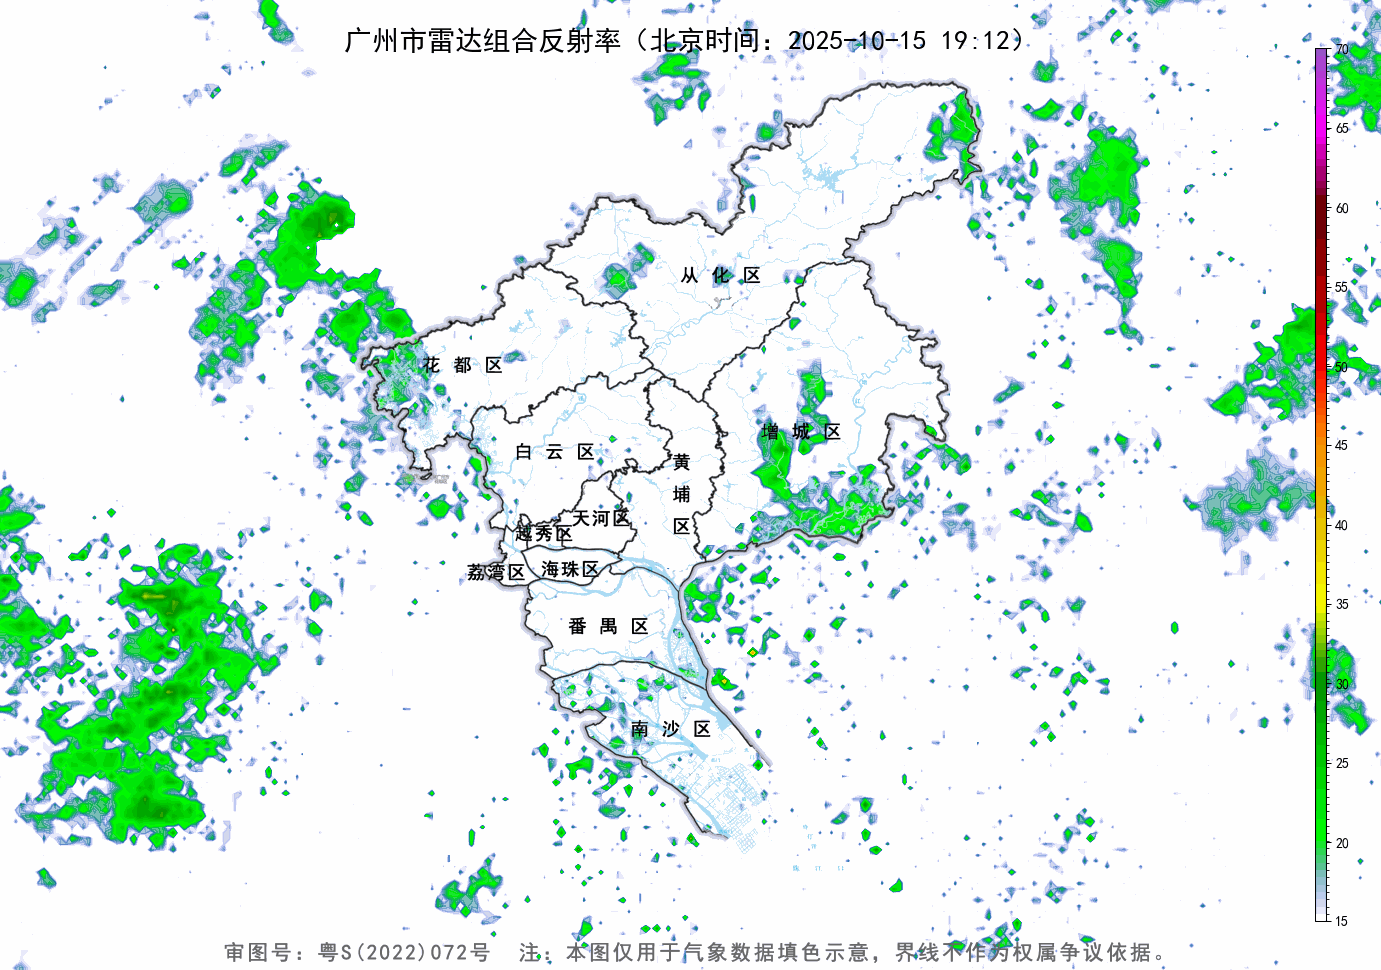 广州市雷达组合反射率（北京时间：2025-10-15 19:12）
70
65
60
55
50
45
40
35
30
25
20
15
从化区
花都区
增城区
白云区
黄埔区
天河区
越秀区
荔湾区
海珠区
番禺区
南沙区
审图号：粤S(2022)072号 注：本图仅用于气象数据填色示意，界线不作为权属争议依据。